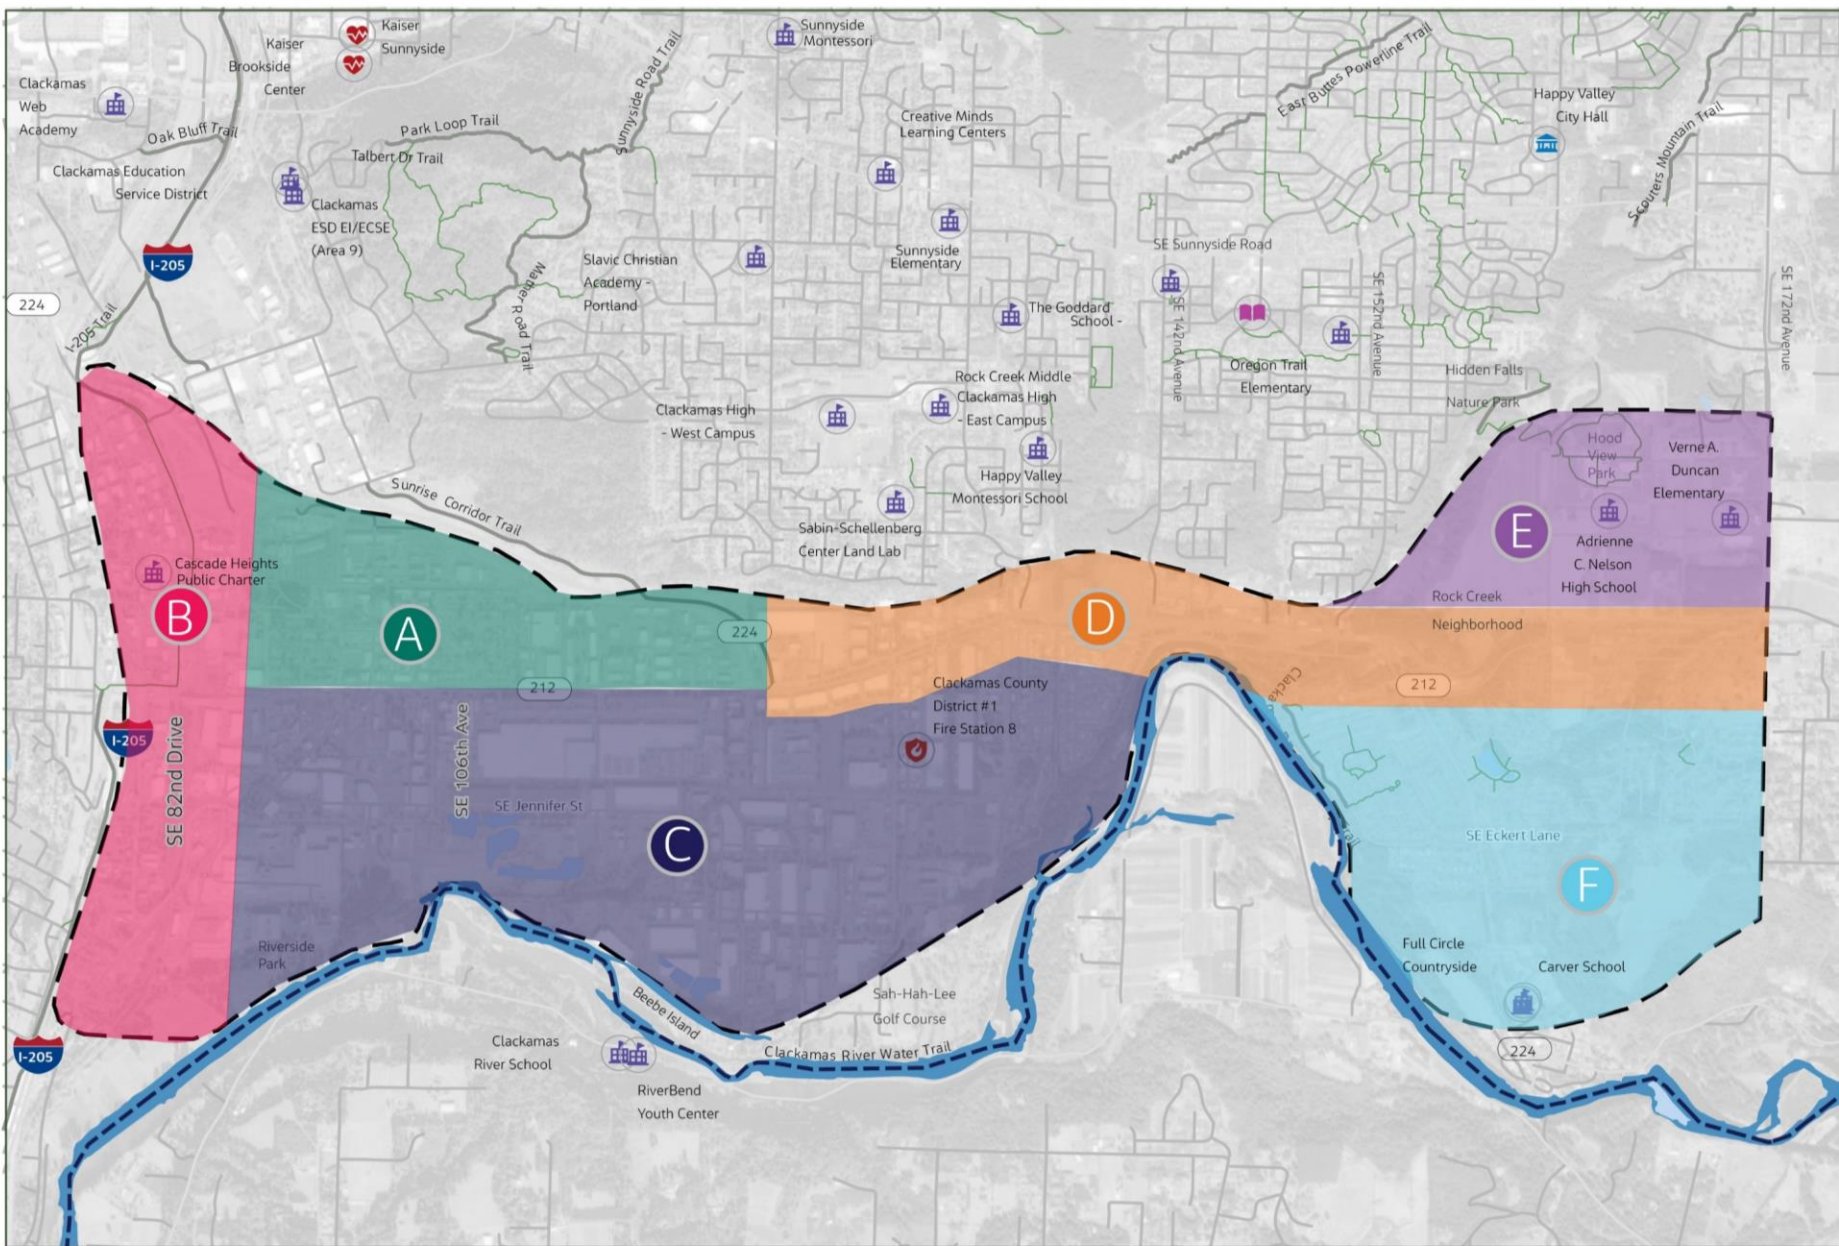 Kaiser
Sunnyside
Kaiser
Brookside
Center
Sunnyside
Montessori
Clackamas
Web
Academy
Oak Bluff Trail
Park Loop Trail
Sunnyside Road Trail
Talbert Dr Trail
Creative Minds
Learning Centers
East Buttes Powerline Trail
Happy Valley
City Hall
Scouters Mountain Trail
Clackamas Education
Service District
Clackamas
ESD EI/ECSE
(Area 9)
I-205
224
I-205 Trail
Mather Road Trail
Slavic Christian
Academy -
Portland
Sunnyside
Elementary
SE Sunnyside Road
The Goddard
School -
SE 142nd Avenue
SE 152nd Avenue
SE 172nd Avenue
Oregon Trail
Elementary
Hidden Falls
Nature Park
Rock Creek Middle
Clackamas High
- East Campus
Clackamas High
- West Campus
Happy Valley
Montessori School
Sabin-Schellenberg
Center Land Lab
Sunrise Corridor Trail
Hood
View
Park
Verne A.
Duncan
Elementary
E
Adrienne
C. Nelson
High School
Cascade Heights
Public Charter
B
A
224
D
Rock Creek
Neighborhood
212
212
Clackamas County
District #1
Fire Station 8
I-205
SE 82nd Drive
SE 106th Ave
SE Jennifer St
C
SE Eckert Lane
F
Riverside
Park
Full Circle
Countryside
Carver School
Sah-Hah-Lee
Golf Course
Beebe Island
Clackamas River Water Trail
224
I-205
Clackamas
River School
RiverBend
Youth Center